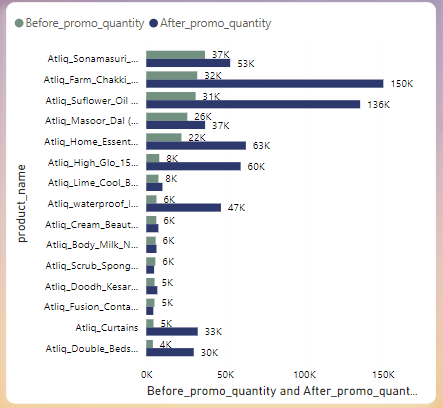 Before_promo_quantity After_promo_quantity
product_name
Atliq_Sonamasuri_... 37K 53K
Atliq_Farm_Chakki_... 32K 150K
Atliq_Suflower_Oil ... 31K 136K
Atliq_Masoor_Dal (... 26K 37K
Atliq_Home_Essent... 22K 63K
Atliq_High_Glo_15... 8K 60K
Atliq_Lime_Cool_B... 8K
Atliq_waterproof_I... 6K 47K
Atliq_Cream_Beaut... 6K
Atliq_Body_Milk_N... 6K
Atliq_Scrub_Spong... 6K
Atliq_Doodh_Kesar... 5K
Atliq_Fusion_Conta... 5K
Atliq_Curtains 5K 33K
Atliq_Double_Beds... 4K 30K
0K 50K 100K 150K
Before_promo_quantity and After_promo_quant...